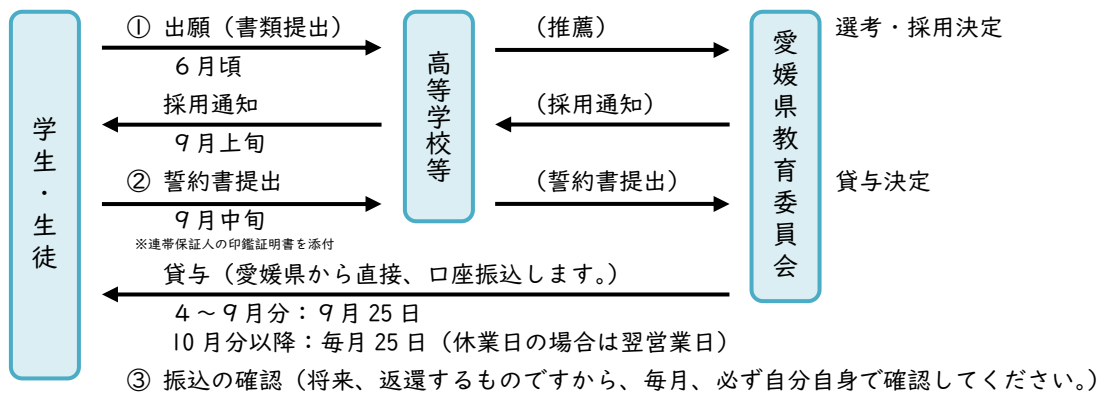 学生・生徒
① 出願（書類提出）
６月頃
採用通知
９月上旬
② 誓約書提出
９月中旬
※連帯保証人の印鑑証明書を添付
高等学校等
（推薦）
（採用通知）
（誓約書提出）
愛媛県教育委員会
選考・採用決定
貸与決定
貸与（愛媛県から直接、口座振込します。）
４～９月分：９月25日
10月分以降：毎月25日（休業日の場合は翌営業日）
③ 振込の確認（将来、返還するものですから、毎月、必ず自分自身で確認してください。）